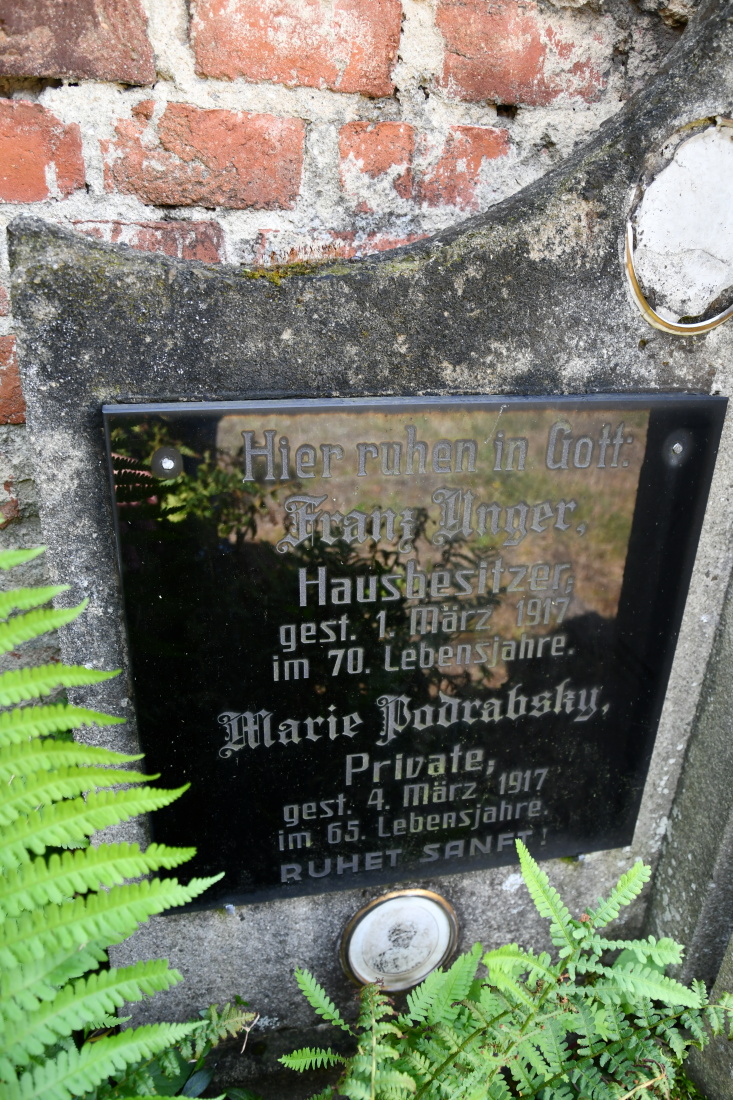 Hier ruhen in Gott:
Franz Unger,
Hausbesitzer,
gest. 1. März 1917
im 70. Lebensjahre.
Marie Podrabsky,
Private,
gest. 4. März 1917
im 65. Lebensjahre.
RUHET SANFT!